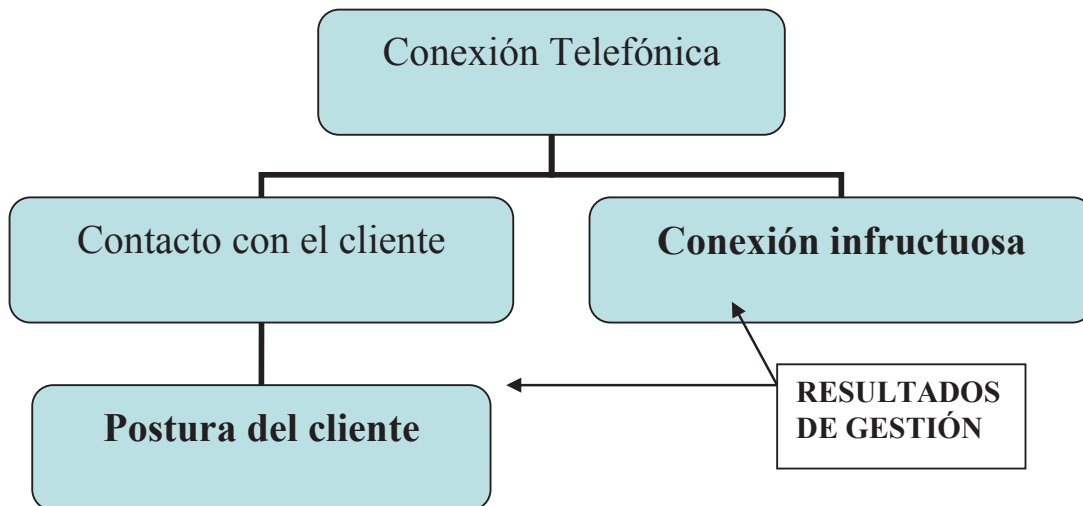 Conexión Telefónica
Contacto con el cliente
Conexión infructuosa
Postura del cliente
RESULTADOS
DE GESTIÓN